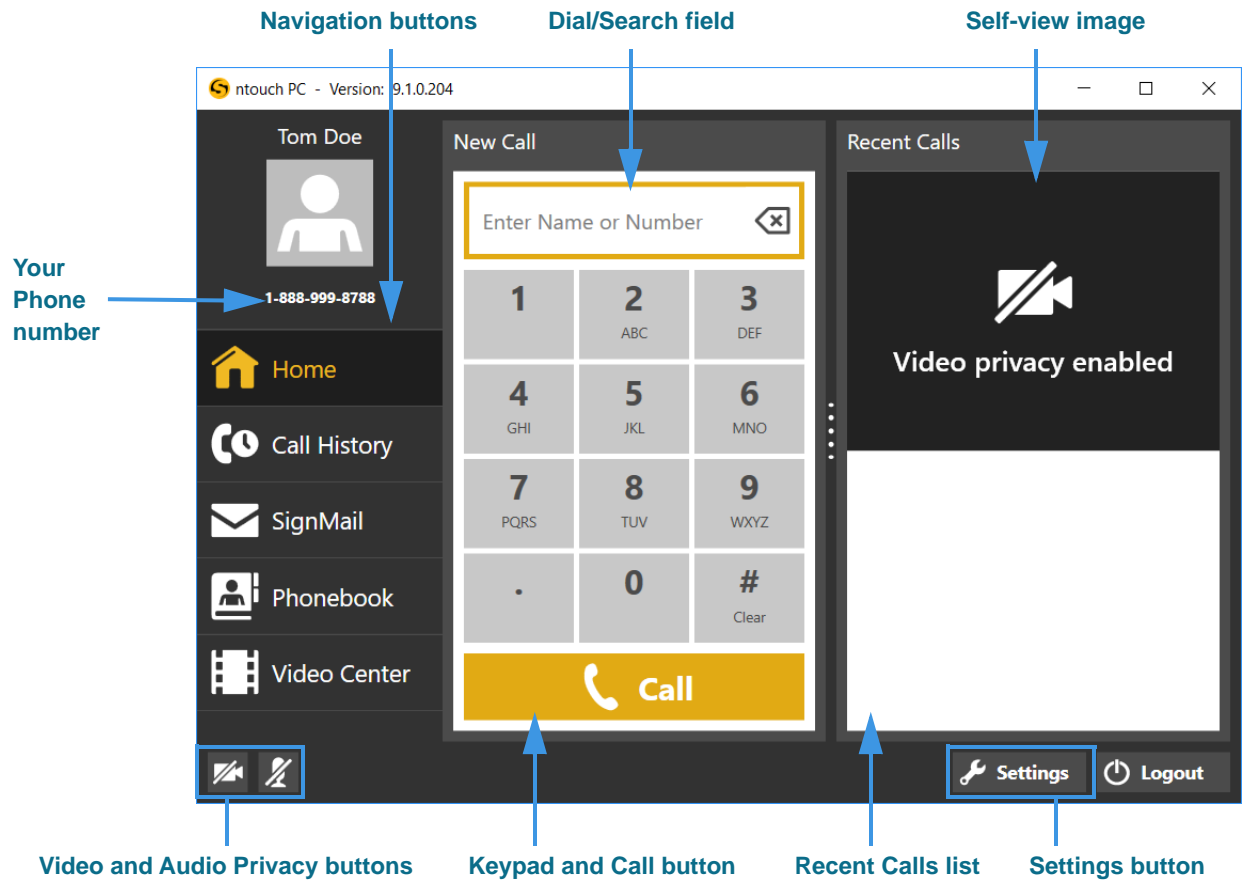 Navigation buttons
Dial/Search field
Self-view image
ntouch PC - Version: 9.1.0.204
Tom Doe
New Call
Recent Calls
Enter Name or Number
Your
Phone
number
1-888-999-8788
1
2
ABC
3
DEF
Video privacy enabled
Home
4
GHI
5
JKL
6
MNO
Call History
7
PQRS
8
TUV
9
WXYZ
SignMail
.
0
#
Clear
Phonebook
Video Center
Call
Settings
Logout
Video and Audio Privacy buttons
Keypad and Call button
Recent Calls list
Settings button